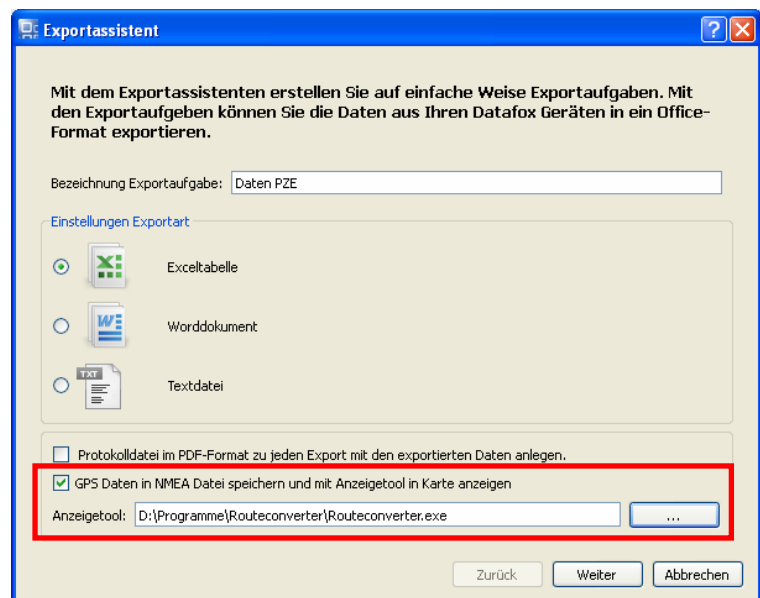 Exportassistent
Mit dem Exportassistenten erstellen Sie auf einfache Weise Exportaufgaben. Mit
den Exportaufgeben können Sie die Daten aus Ihren Datafox Geräten in ein Office-
Format exportieren.
Bezeichnung Exportaufgabe: Daten PZE
Einstellungen Exportart
Exceltabelle
Worddokument
TXT
Textdatei
Protokolldatei im PDF-Format zu jeden Export mit den exportierten Daten anlegen.
GPS Daten in NMEA Datei speichern und mit Anzeigetool in Karte anzeigen
Anzeigetool: D:\Programme\Routeconverter\Routeconverter.exe ...
Zurück Weiter Abbrechen